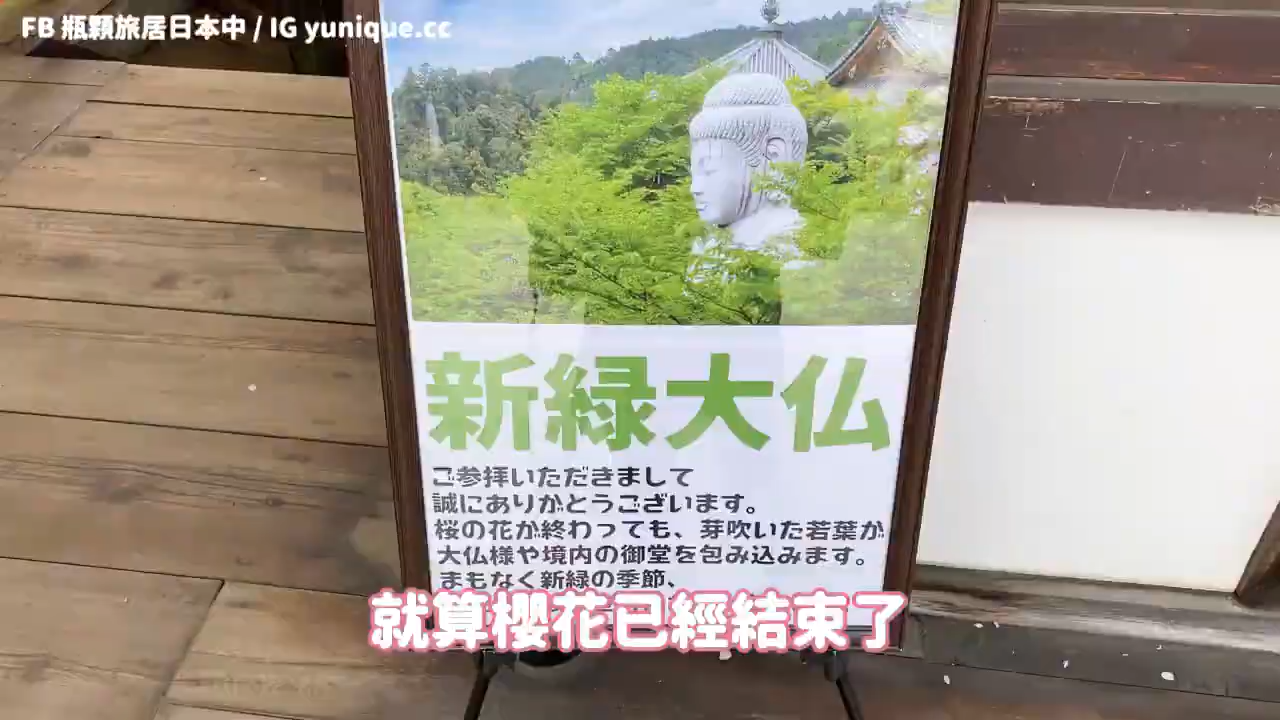 FB 瓶顆旅居日本中 / IG yunique.cc
新緑大仏
ご参拝いただきまして
誠にありがとうございます。
桜の花が終わっても、芽吹いた若葉が
大仏様や境内の御堂を包み込みます。
まもなく新緑の季節、
就算櫻花已經結束了